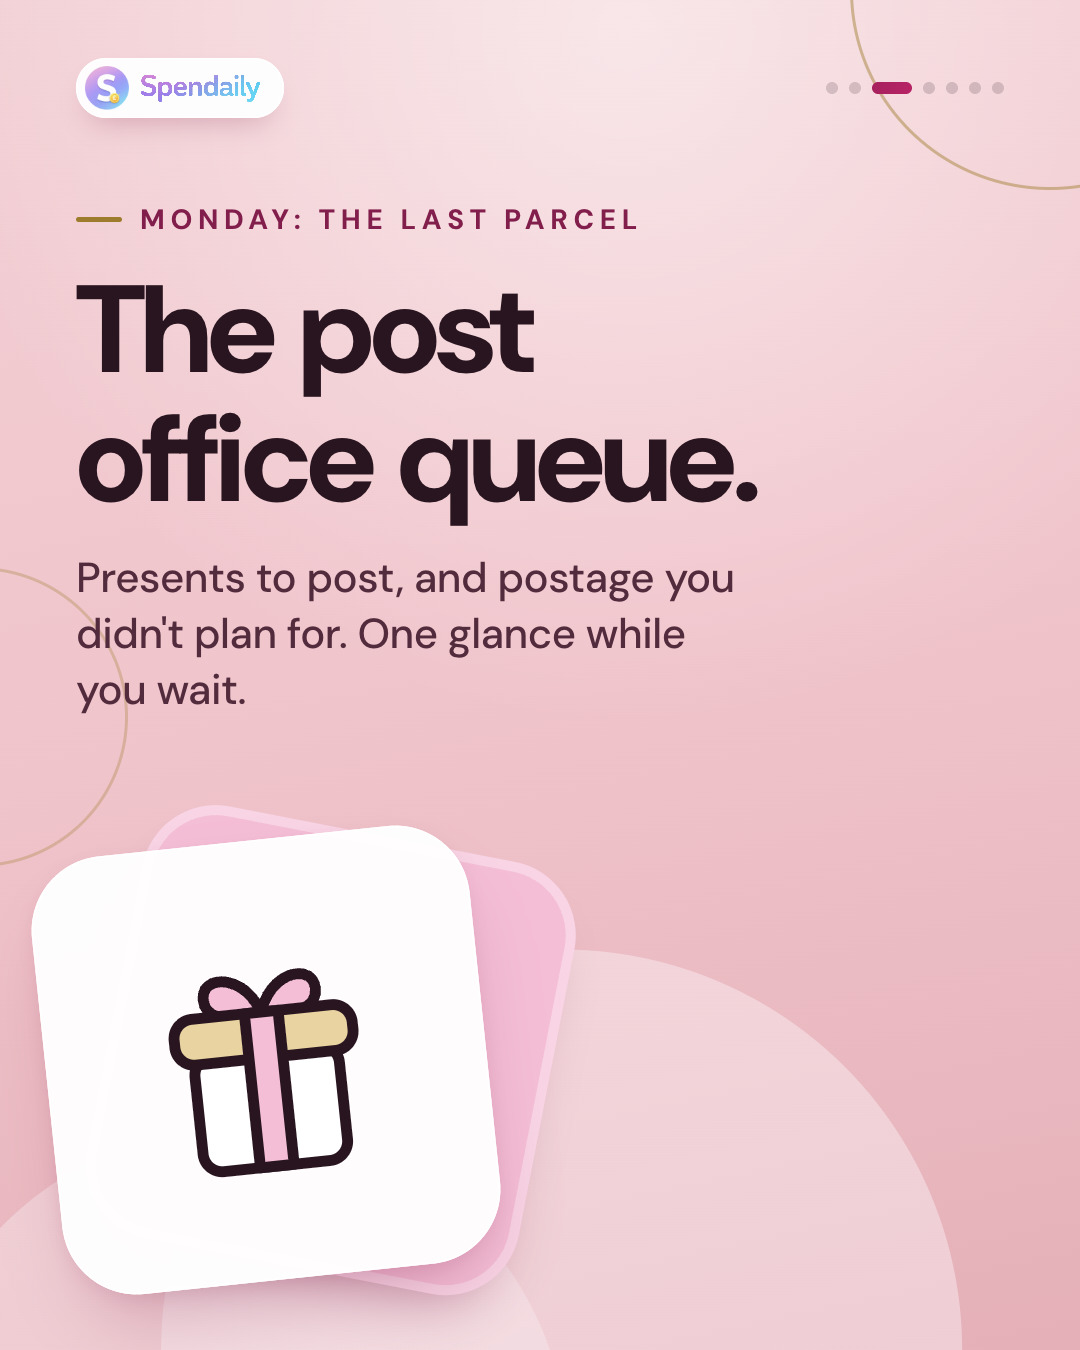 Spendaily
MONDAY: THE LAST PARCEL
The post
office queue.
Presents to post, and postage you
didn't plan for. One glance while
you wait.